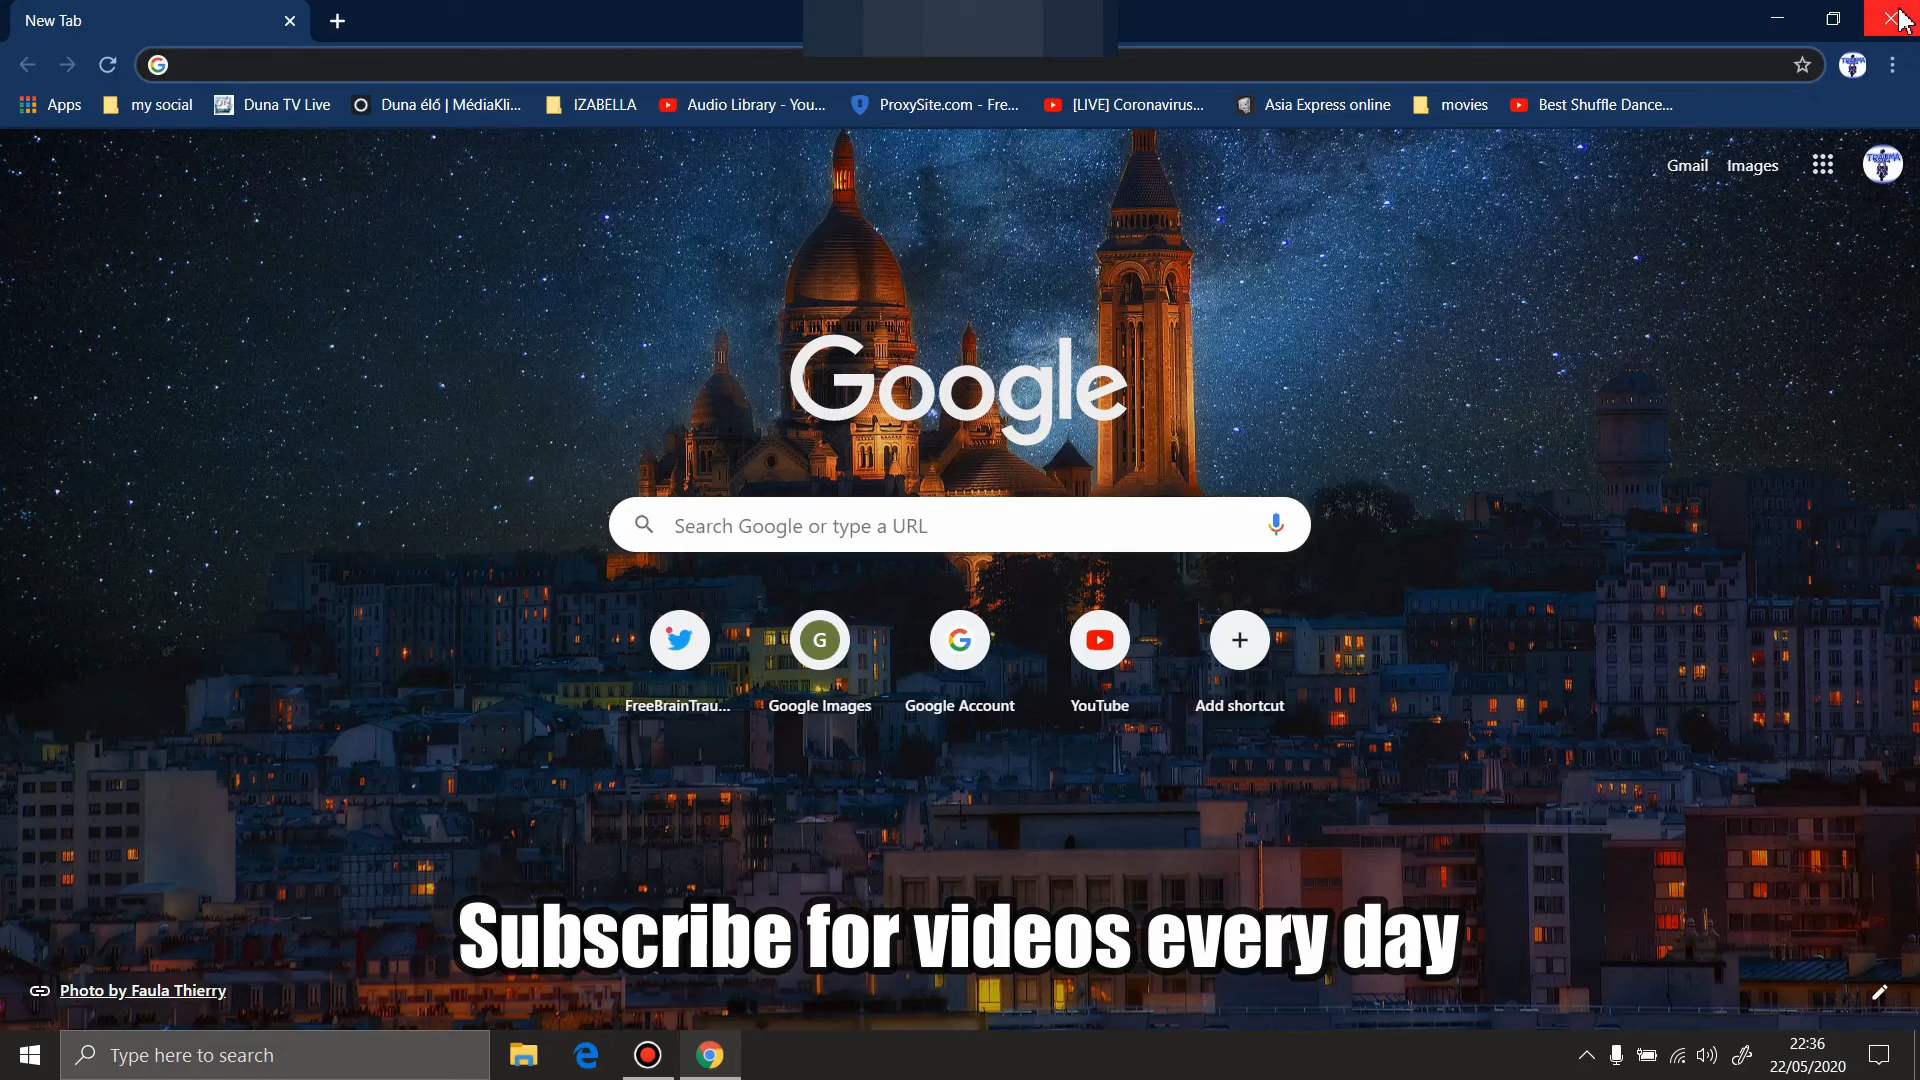 New Tab
Apps
my social
Duna TV Live
Duna élő | MédiaKli...
IZABELLA
Audio Library - You...
ProxySite.com - Fre...
[LIVE] Coronavirus...
Asia Express online
movies
Best Shuffle Dance...
Gmail
Images
TRAUMA
Google
Search Google or type a URL
G
FreeBrainTrau...
Google Images
Google Account
YouTube
Add shortcut
Subscribe for videos every day
Photo by Faula Thierry
Type here to search
22:36
22/05/2020